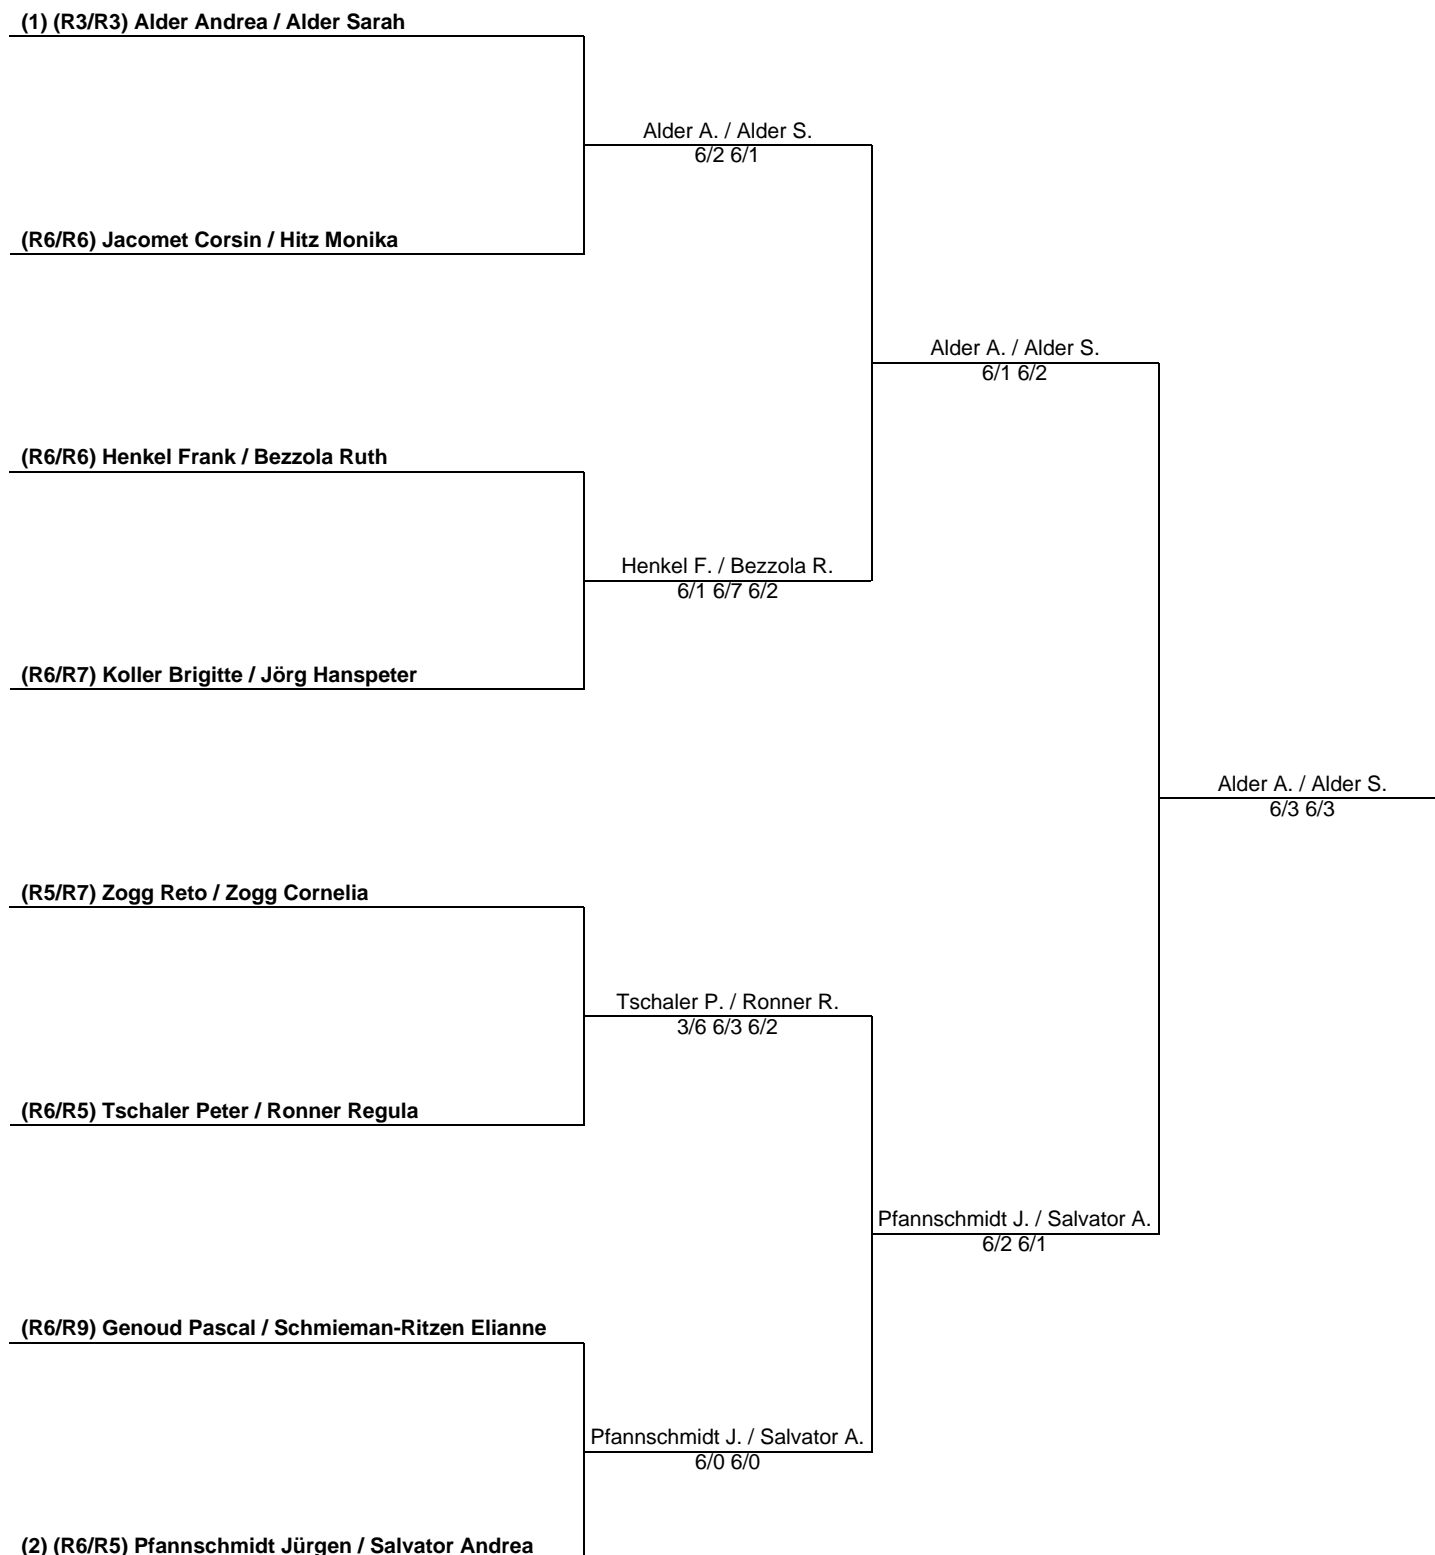 (1) (R3/R3) Alder Andrea / Alder Sarah
Alder A. / Alder S.
6/2 6/1
(R6/R6) Jacomet Corsin / Hitz Monika
Alder A. / Alder S.
6/1 6/2
(R6/R6) Henkel Frank / Bezzola Ruth
Henkel F. / Bezzola R.
6/1 6/7 6/2
(R6/R7) Koller Brigitte / Jörg Hanspeter
Alder A. / Alder S.
6/3 6/3
(R5/R7) Zogg Reto / Zogg Cornelia
Tschaler P. / Ronner R.
3/6 6/3 6/2
(R6/R5) Tschaler Peter / Ronner Regula
Pfannschmidt J. / Salvator A.
6/2 6/1
(R6/R9) Genoud Pascal / Schmieman-Ritzen Elianne
Pfannschmidt J. / Salvator A.
6/0 6/0
(2) (R6/R5) Pfannschmidt Jürgen / Salvator Andrea